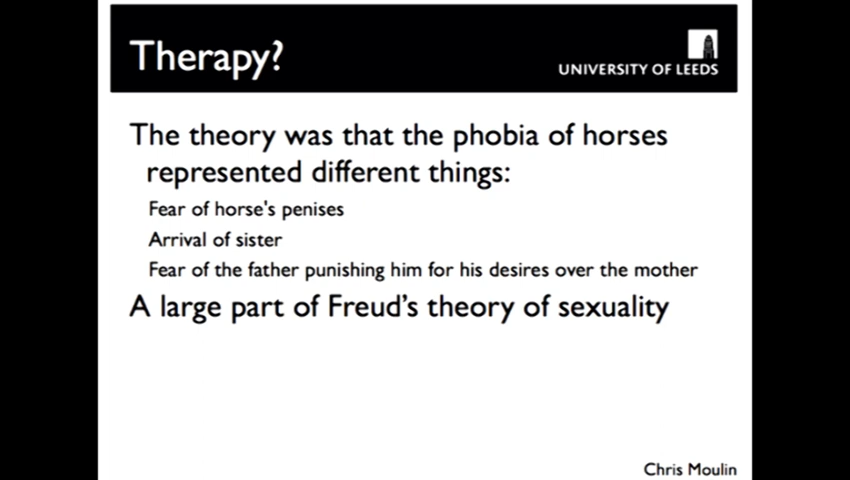 Therapy?
UNIVERSITY OF LEEDS
The theory was that the phobia of horses
represented different things:
Fear of horse's penises
Arrival of sister
Fear of the father punishing him for his desires over the mother
A large part of Freud's theory of sexuality
Chris Moulin